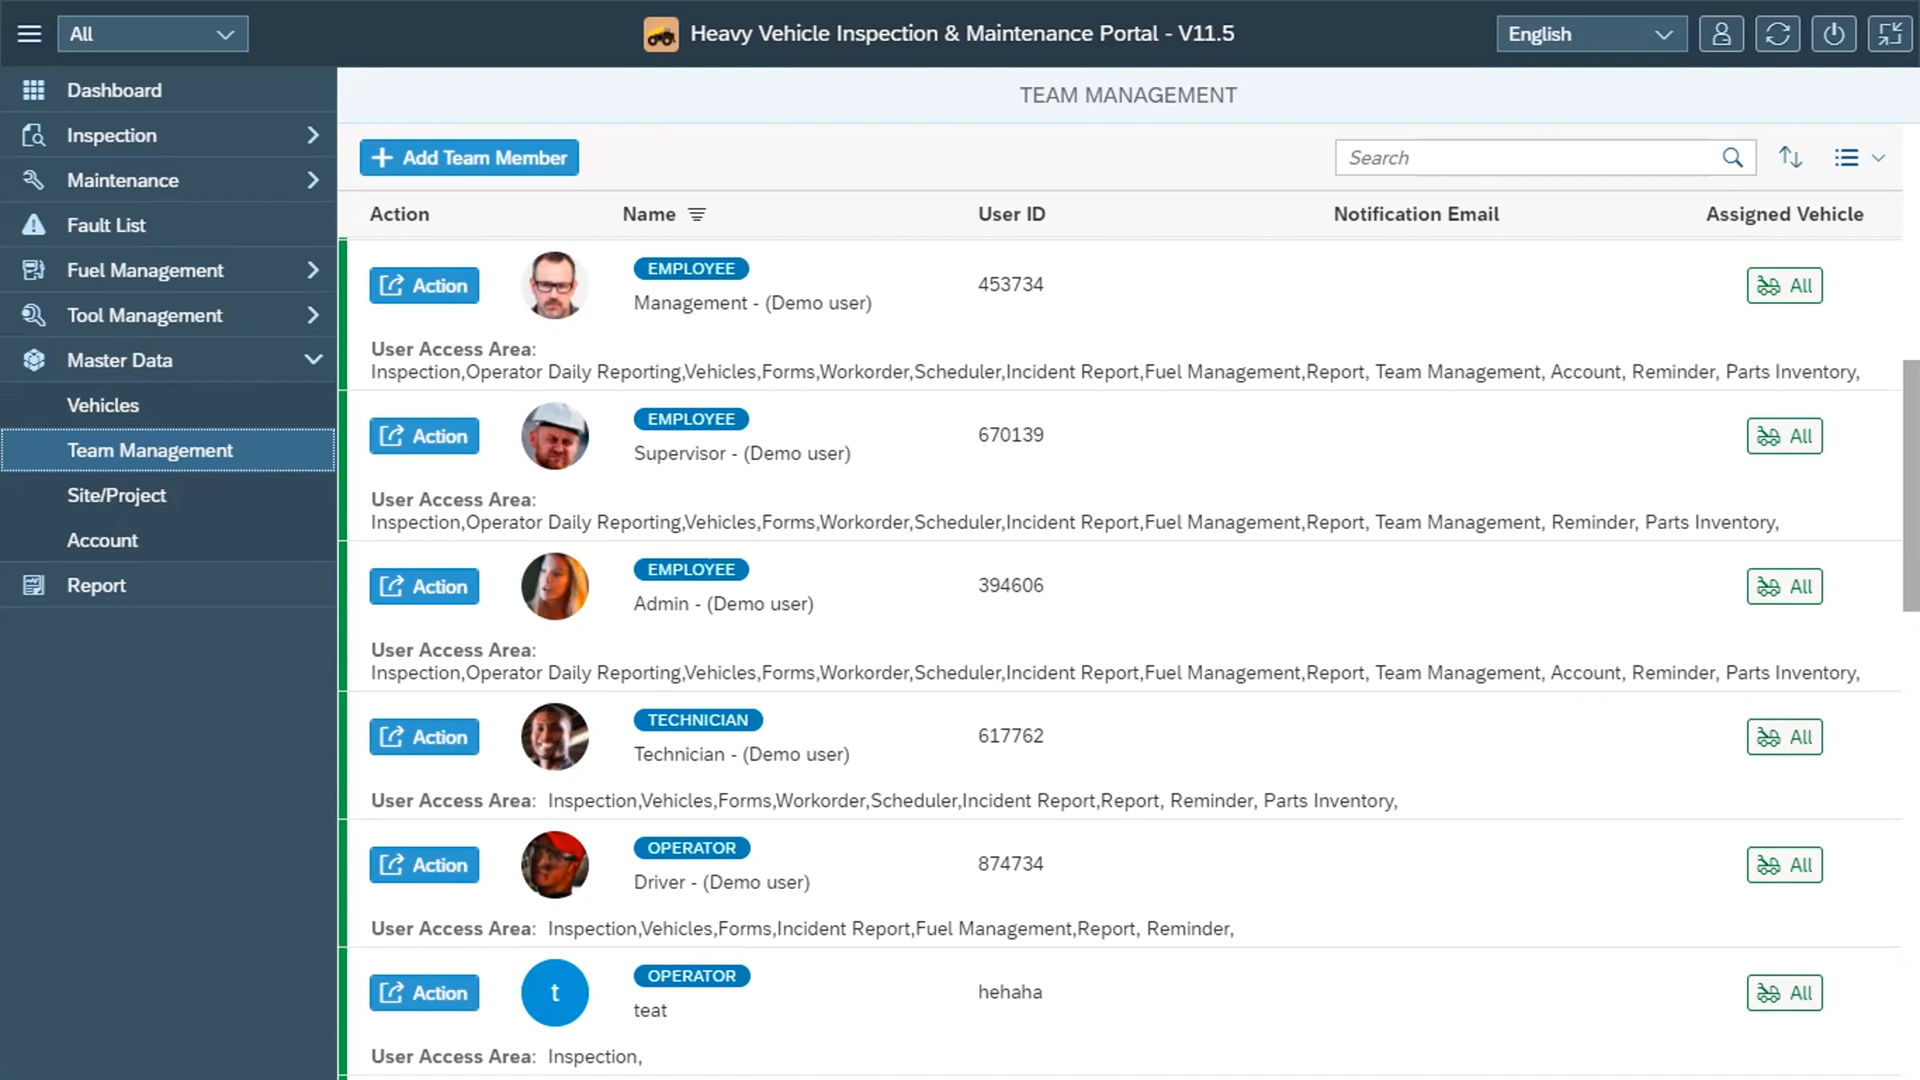 All
Heavy Vehicle Inspection & Maintenance Portal - V11.5
English
Dashboard
Inspection
Maintenance
Fault List
Fuel Management
Tool Management
Master Data
Vehicles
Team Management
Site/Project
Account
Report
TEAM MANAGEMENT
Add Team Member
Search
Action Name User ID Notification Email Assigned Vehicle
Action EMPLOYEE 453734 All
Management - (Demo user)
User Access Area:
Inspection,Operator Daily Reporting,Vehicles,Forms,Workorder,Scheduler,Incident Report,Fuel Management,Report, Team Management, Account, Reminder, Parts Inventory,
Action EMPLOYEE 670139 All
Supervisor - (Demo user)
User Access Area:
Inspection,Operator Daily Reporting,Vehicles,Forms,Workorder,Scheduler,Incident Report,Fuel Management,Report, Team Management, Reminder, Parts Inventory,
Action EMPLOYEE 394606 All
Admin - (Demo user)
User Access Area:
Inspection,Operator Daily Reporting,Vehicles,Forms,Workorder,Scheduler,Incident Report,Fuel Management,Report, Team Management, Account, Reminder, Parts Inventory,
Action TECHNICIAN 617762 All
Technician - (Demo user)
User Access Area: Inspection,Vehicles,Forms,Workorder,Scheduler,Incident Report,Report, Reminder, Parts Inventory,
Action OPERATOR 874734 All
Driver - (Demo user)
User Access Area: Inspection,Vehicles,Forms,Incident Report,Fuel Management,Report, Reminder,
Action t OPERATOR hehaha All
teat
User Access Area: Inspection,